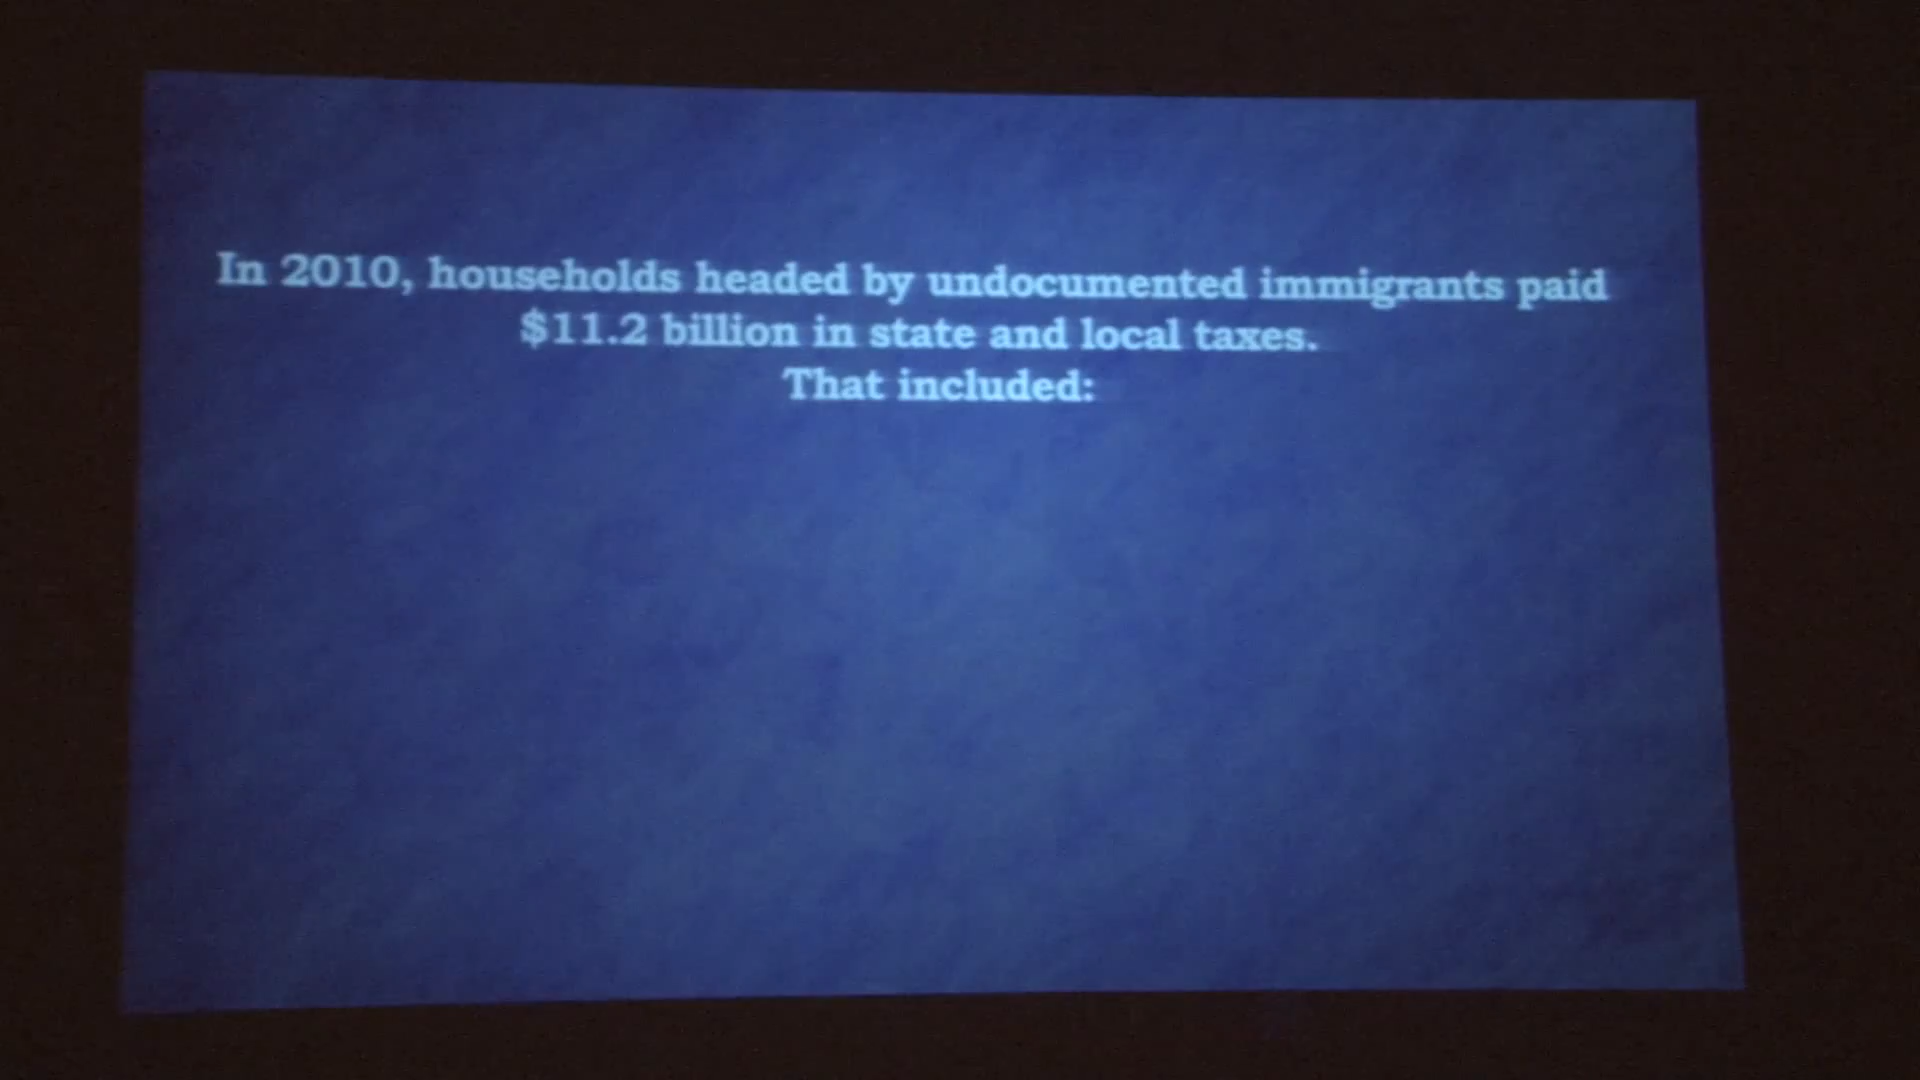 In 2010, households headed by undocumented immigrants paid
$11.2 billion in state and local taxes.
That included: